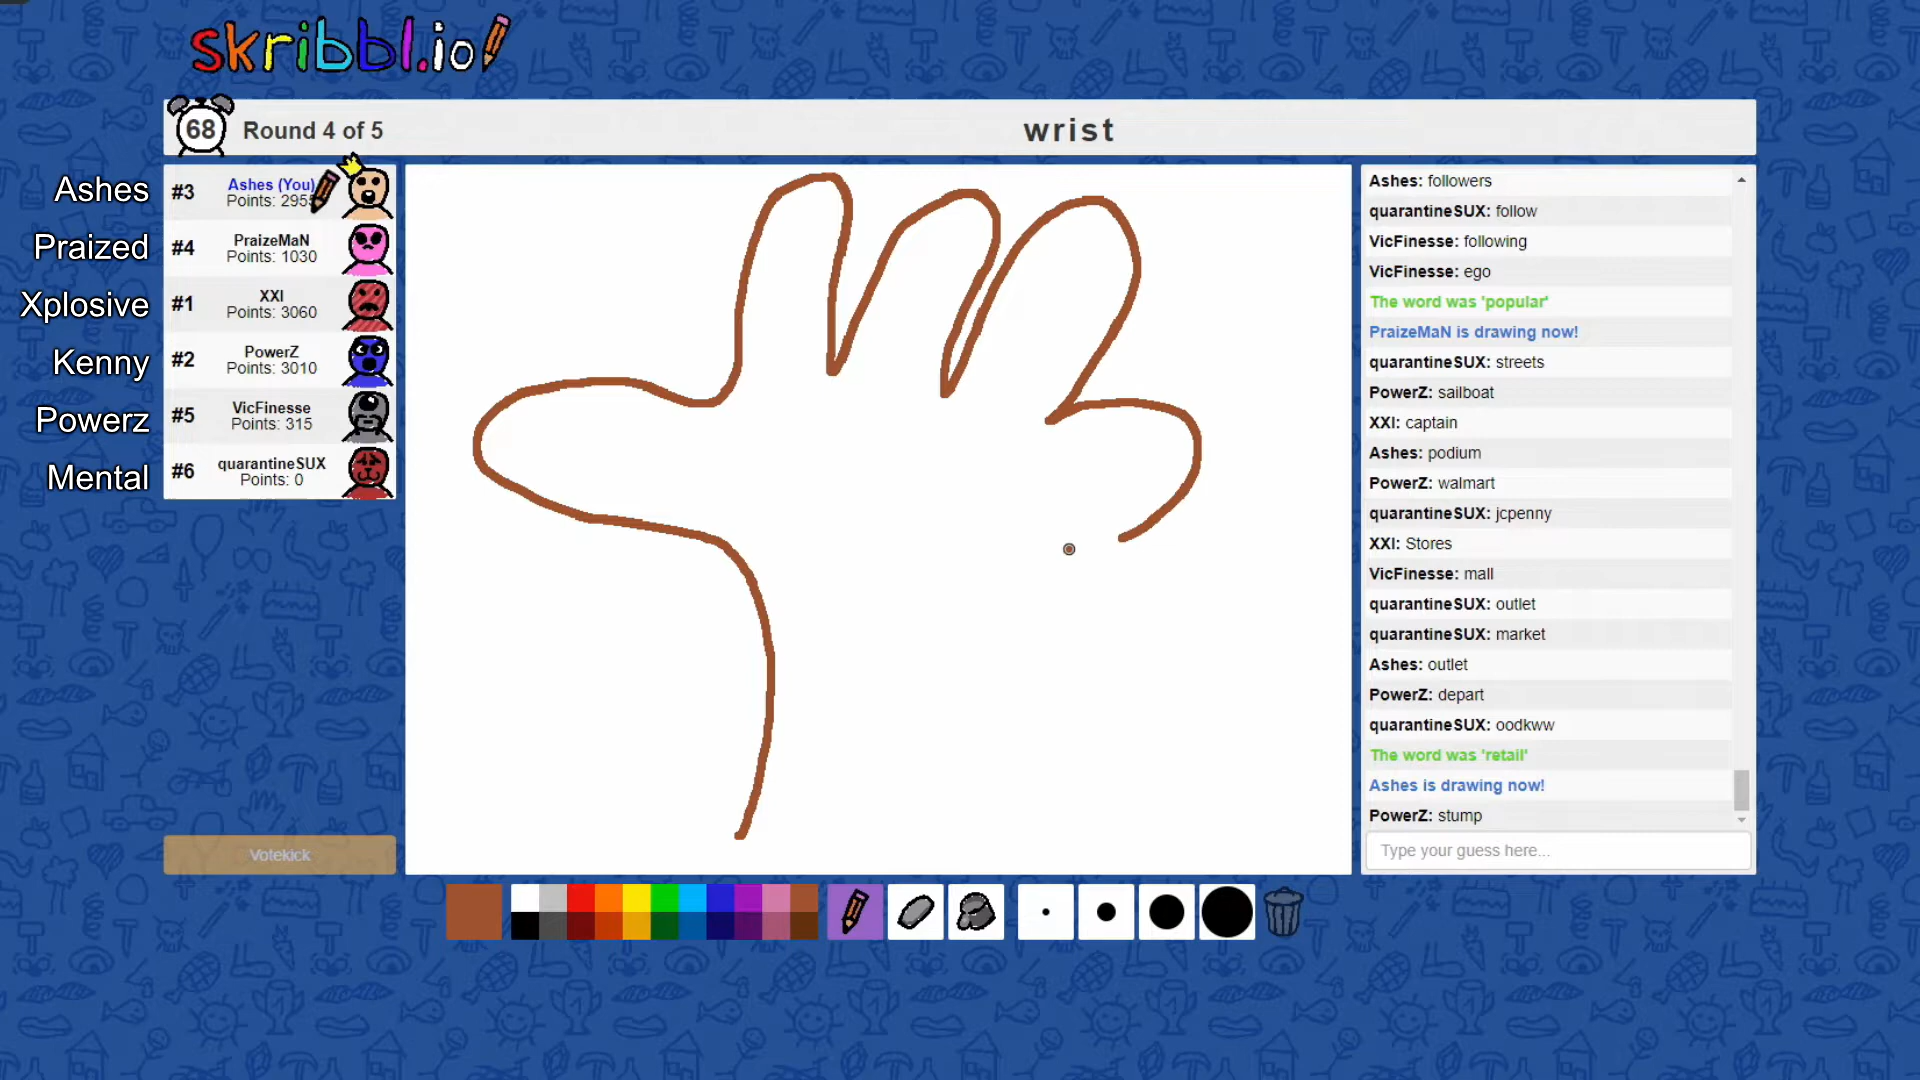 skribbl.io
68 Round 4 of 5
wrist
Ashes
Praized
Xplosive
Kenny
Powerz
Mental
#3 Ashes (You)
Points: 2955
#4 PraizeMaN
Points: 1030
#1 XXI
Points: 3060
#2 PowerZ
Points: 3010
#5 VicFinesse
Points: 315
#6 quarantineSUX
Points: 0
Votekick
Ashes: followers
quarantineSUX: follow
VicFinesse: following
VicFinesse: ego
The word was 'popular'
PraizeMaN is drawing now!
quarantineSUX: streets
PowerZ: sailboat
XXI: captain
Ashes: podium
PowerZ: walmart
quarantineSUX: jcpenny
XXI: Stores
VicFinesse: mall
quarantineSUX: outlet
quarantineSUX: market
Ashes: outlet
PowerZ: depart
quarantineSUX: oodkww
The word was 'retail'
Ashes is drawing now!
PowerZ: stump
Type your guess here...